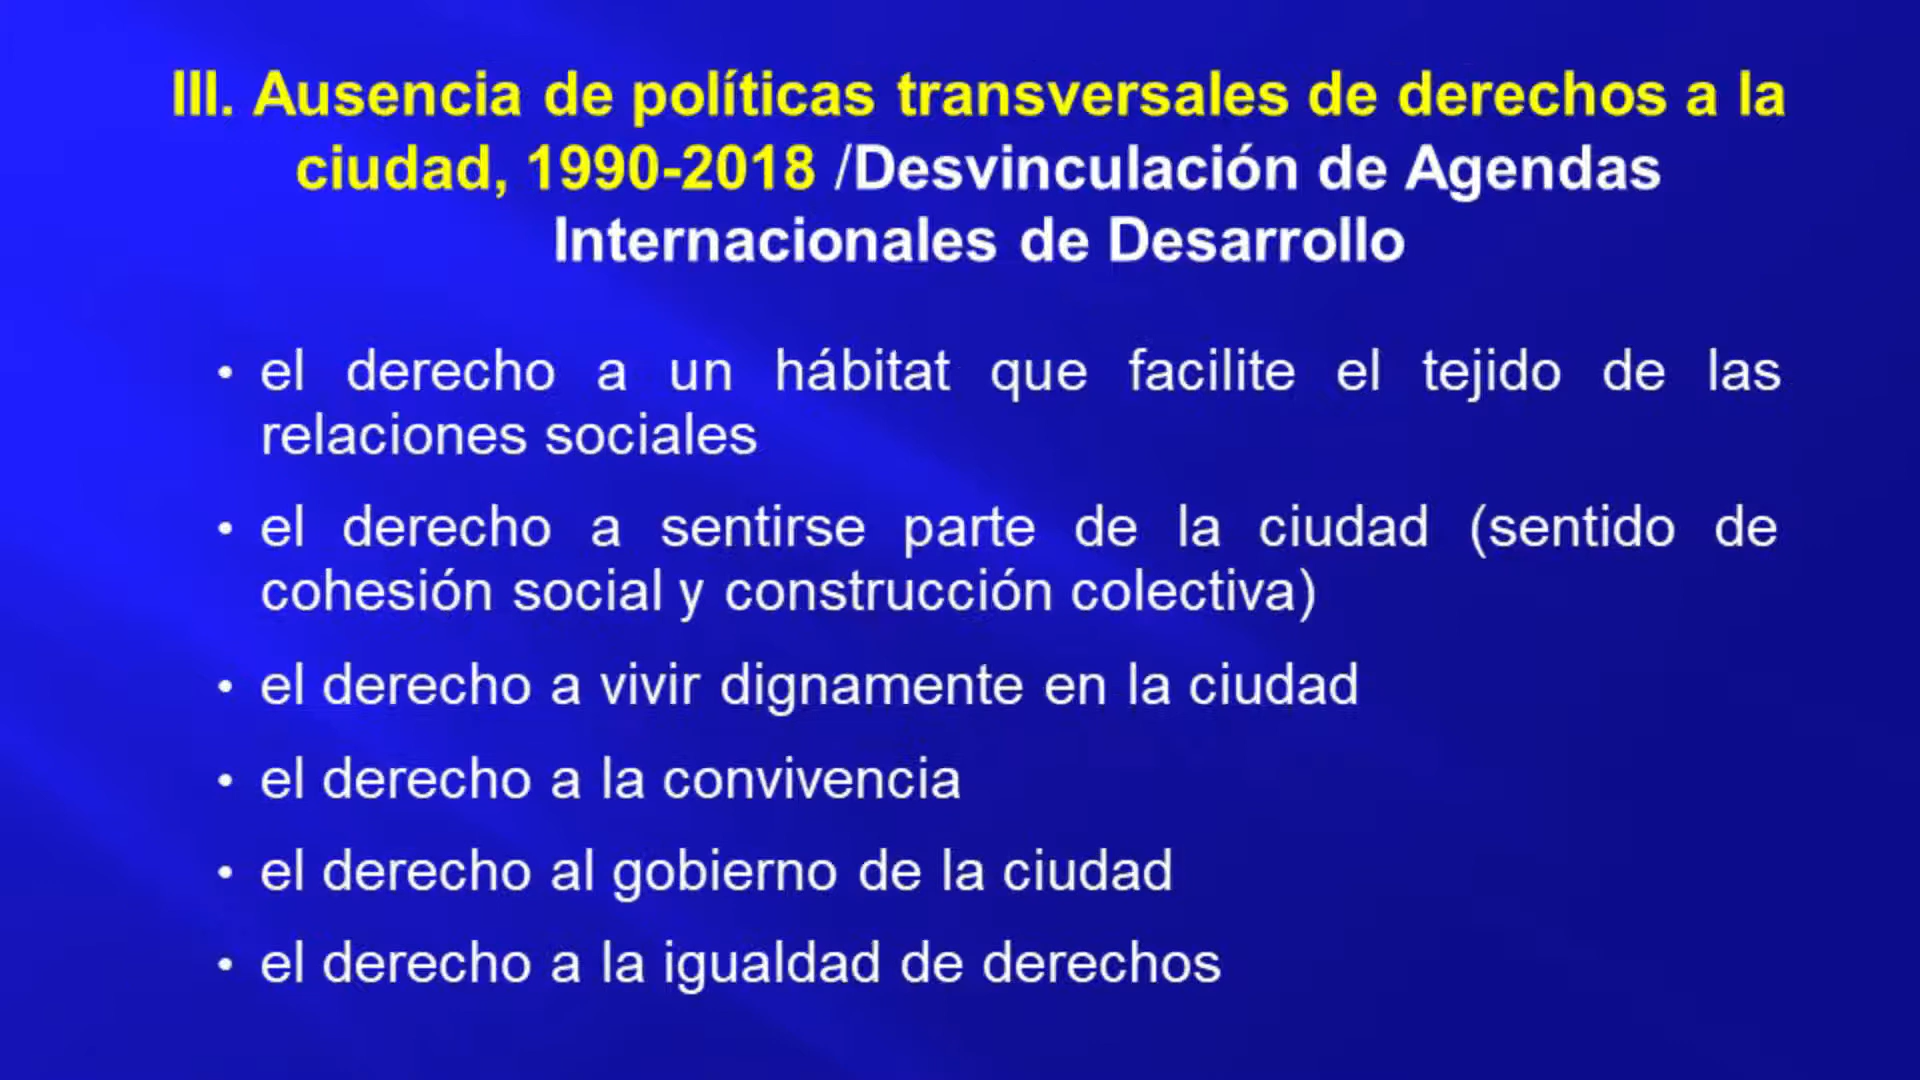 III. Ausencia de políticas transversales de derechos a la
ciudad, 1990-2018 /Desvinculación de Agendas
Internacionales de Desarrollo
• el derecho a un hábitat que facilite el tejido de las
relaciones sociales
• el derecho a sentirse parte de la ciudad (sentido de
cohesión social y construcción colectiva)
• el derecho a vivir dignamente en la ciudad
• el derecho a la convivencia
• el derecho al gobierno de la ciudad
• el derecho a la igualdad de derechos